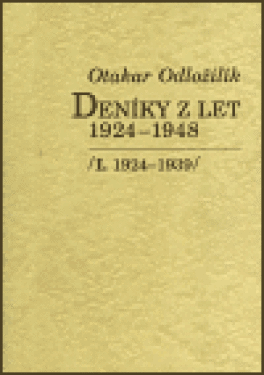 Otakar Odložilík
DENÍKY Z LET
1924–1948
/I. 1924–1939/